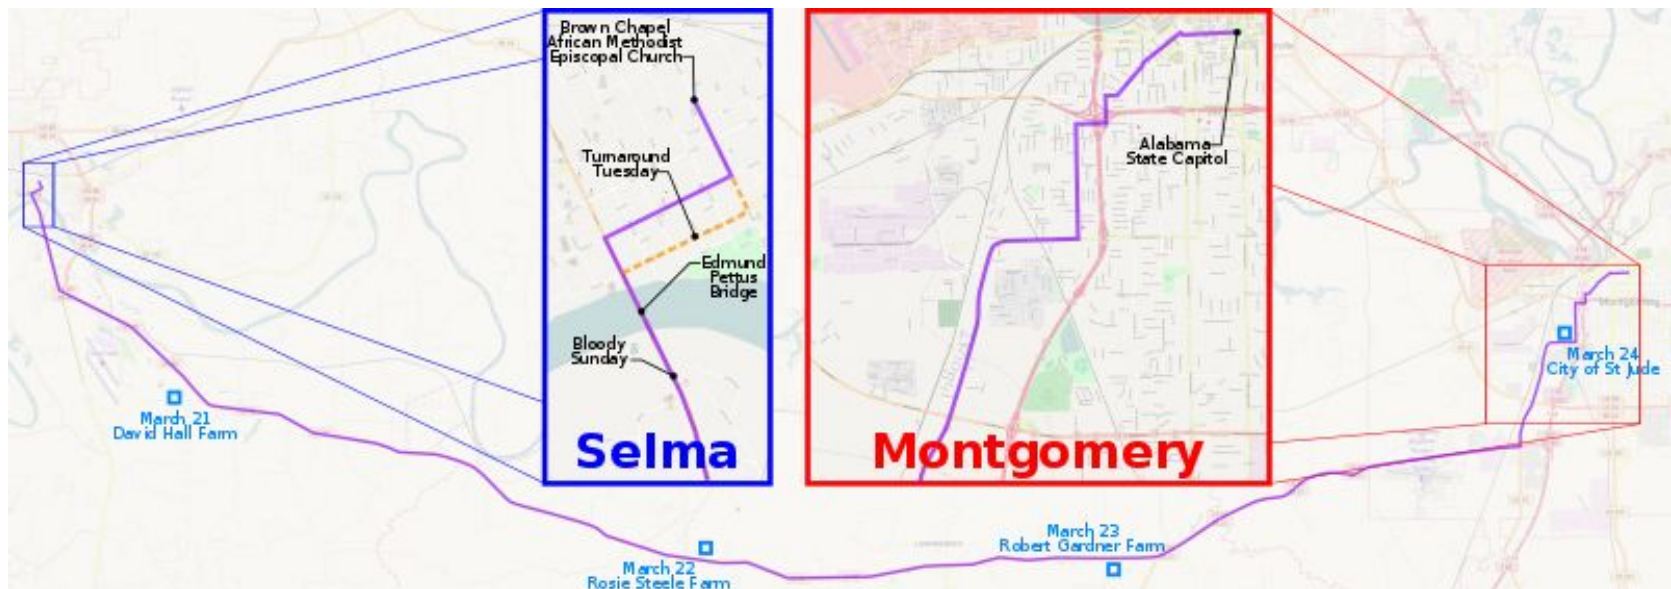 Brown Chapel
African Methodist
Episcopal Church
Turnaround
Tuesday
Edmund
Pettus
Bridge
Bloody
Sunday
Selma
Alabama
State Capitol
Montgomery
March 21
David Hall Farm
March 22
Rosie Steele Farm
March 23
Robert Gardner Farm
March 24
City of St Jude